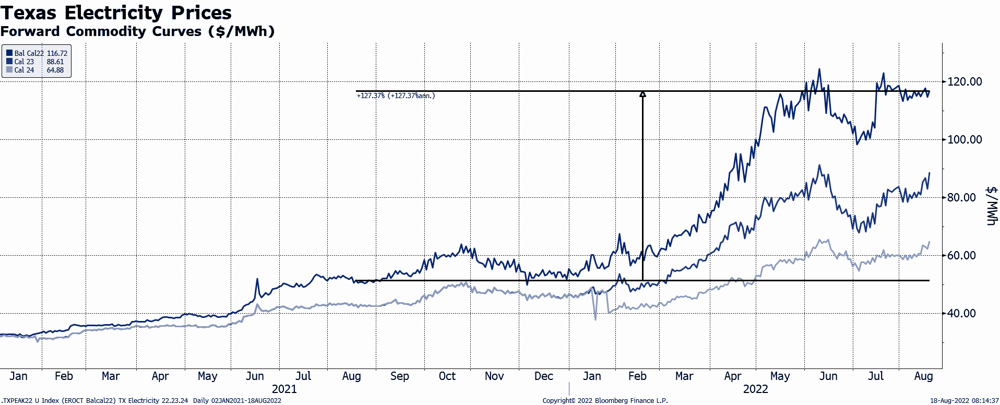 Texas Electricity Prices
Forward Commodity Curves ($/MWh)
Bal Cal22 116.72
Cal 23 88.61
Cal 24 64.88
+127.37% (+127.37%ann.)
120.00
100.00
80.00
60.00
40.00
$/MWh
Jan Feb Mar Apr May Jun Jul Aug Sep Oct Nov Dec Jan Feb Mar Apr May Jun Jul Aug
2021 2022
.TXPEAK22 U Index (EROCT Balcal22) TX Electricity 22.23.24 Daily 02JAN2021-18AUG2022 Copyright© 2022 Bloomberg Finance L.P. 18-Aug-2022 08:14:37